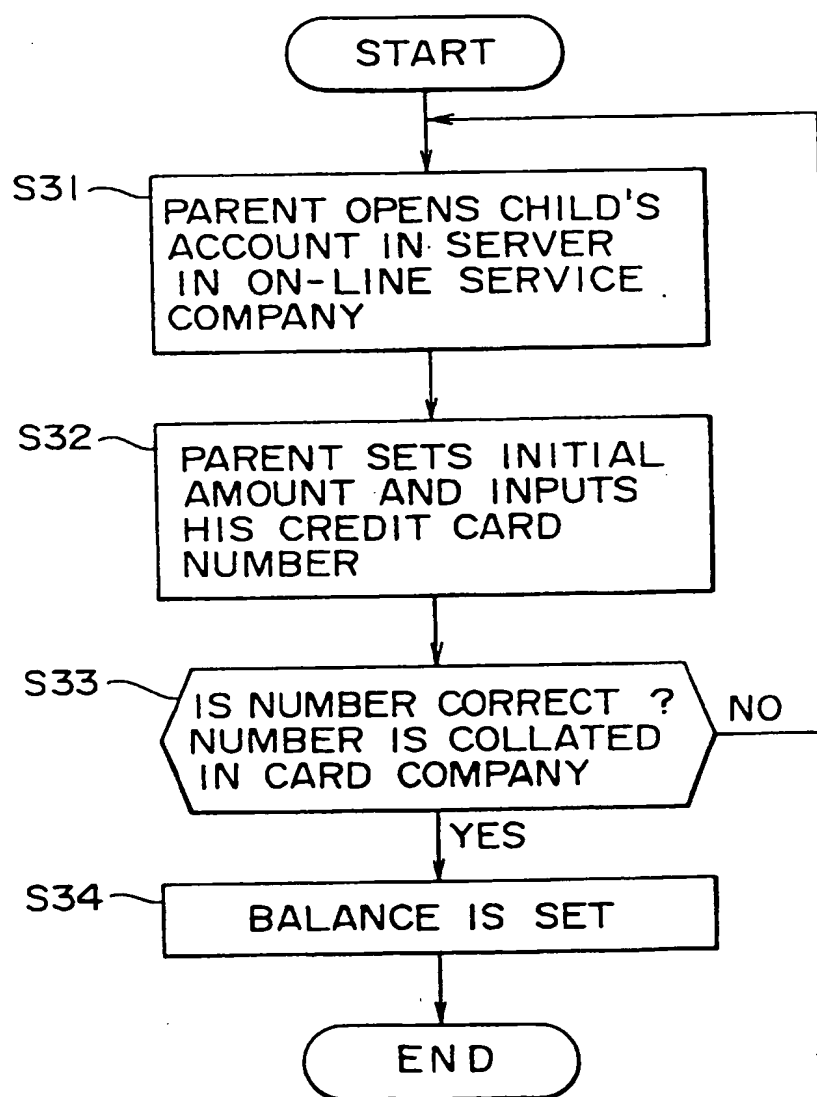 START
S31
PARENT OPENS CHILD'S
ACCOUNT IN SERVER
IN ON-LINE SERVICE
COMPANY
S32
PARENT SETS INITIAL
AMOUNT AND INPUTS
HIS CREDIT CARD
NUMBER
S33
IS NUMBER CORRECT ?
NUMBER IS COLLATED
IN CARD COMPANY
NO
YES
S34
BALANCE IS SET
END